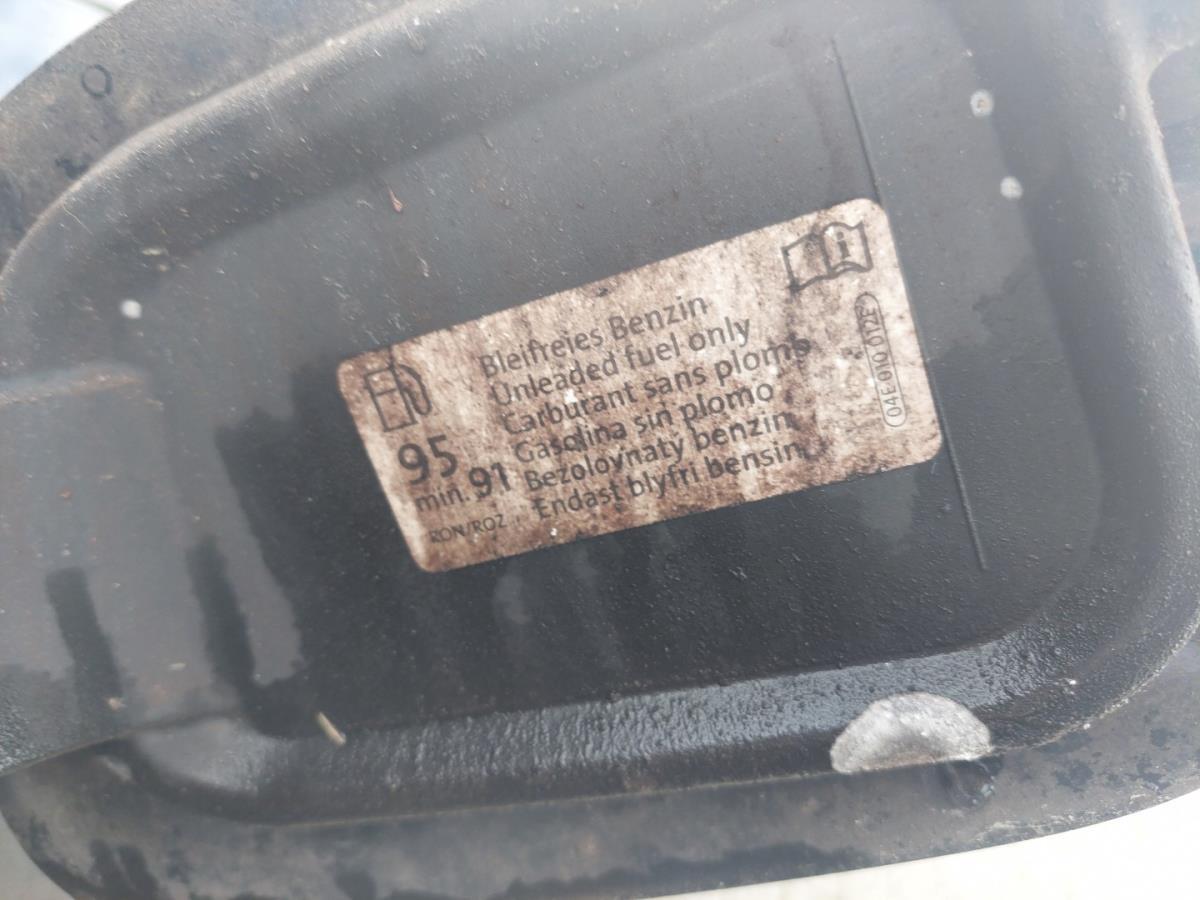 Bleifreies Benzin
Unleaded fuel only
Carburant sans plomb
Gasolina sin plomo
Bezolovnatý benzin
Endast blyfri bensin
95
min. 91
RON/ROZ
04E 010 012F